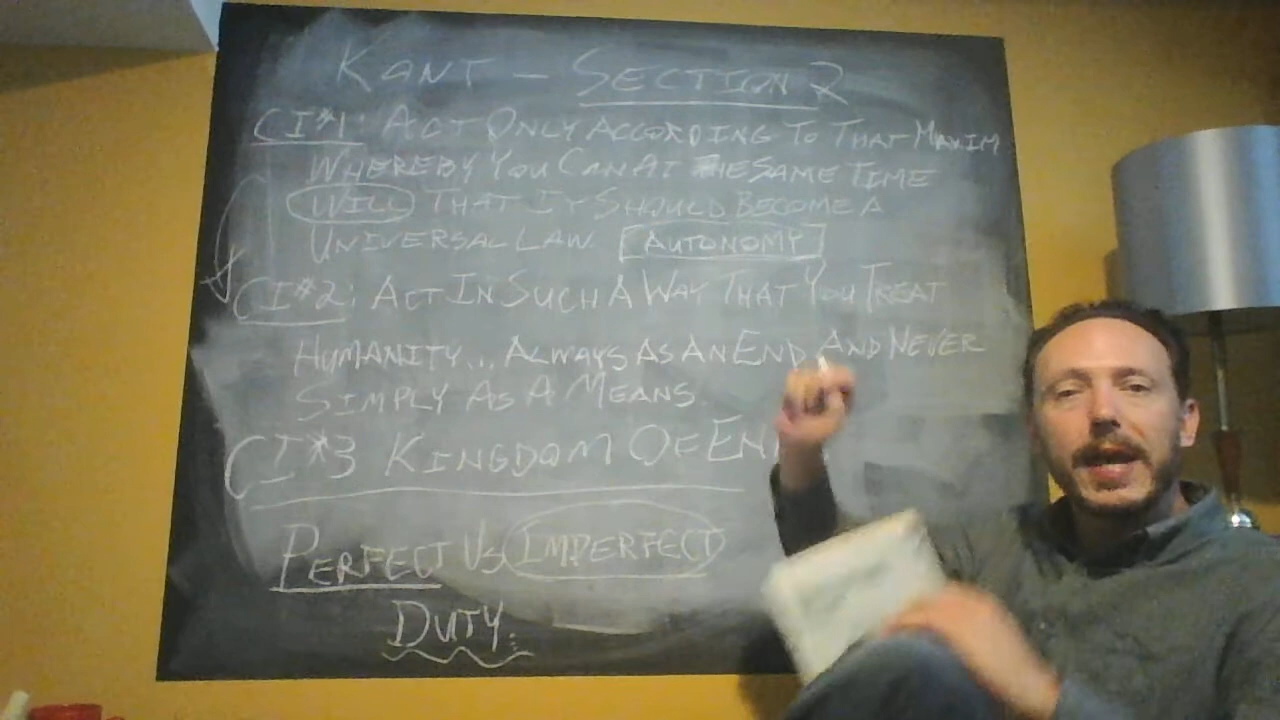 KANT - SECTION 2
CI#1: ACT ONLY ACCORDING TO THAT MAXIM
WHEREBY YOU CAN AT THE SAME TIME
WILL THAT IT SHOULD BECOME A
UNIVERSAL LAW. AUTONOMY
CI#2: ACT IN SUCH A WAY THAT YOU TREAT
HUMANITY... ALWAYS AS AN END AND NEVER
SIMPLY AS A MEANS.
CI#3 KINGDOM OF EN
PERFECT VS IMPERFECT
DUTY.